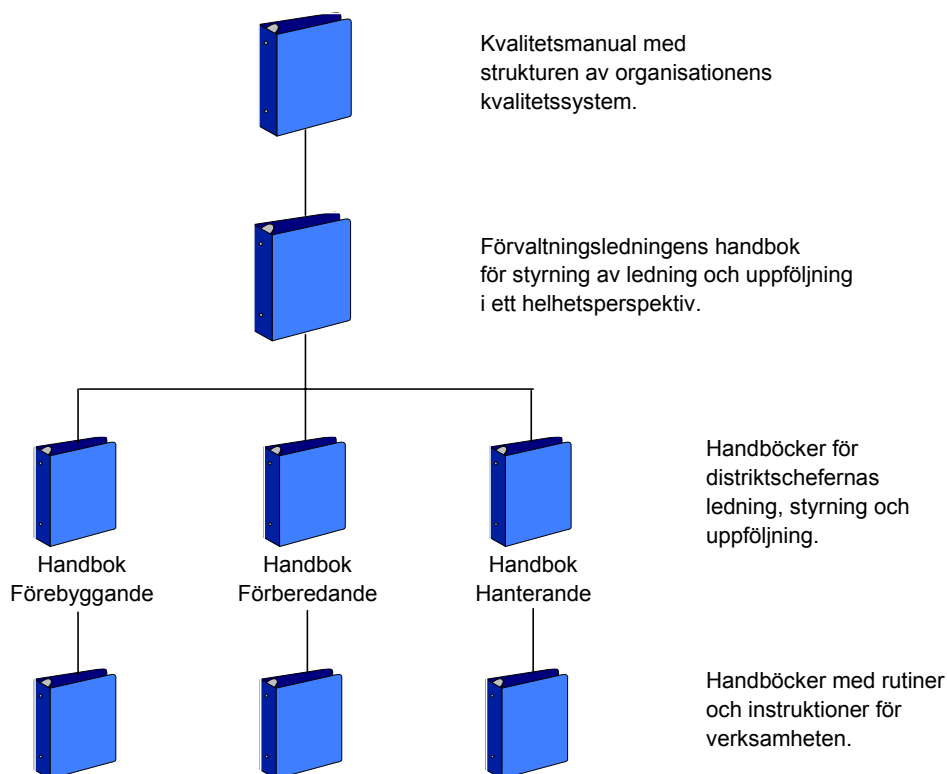 Kvalitetsmanual med
strukturen av organisationens
kvalitetssystem.
Förvaltningsledningens handbok
för styrning av ledning och uppföljning
i ett helhetsperspektiv.
Handböcker för
distriktschefernas
ledning, styrning och
uppföljning.
Handbok
Förebyggande
Handbok
Förberedande
Handbok
Hanterande
Handböcker med rutiner
och instruktioner för
verksamheten.